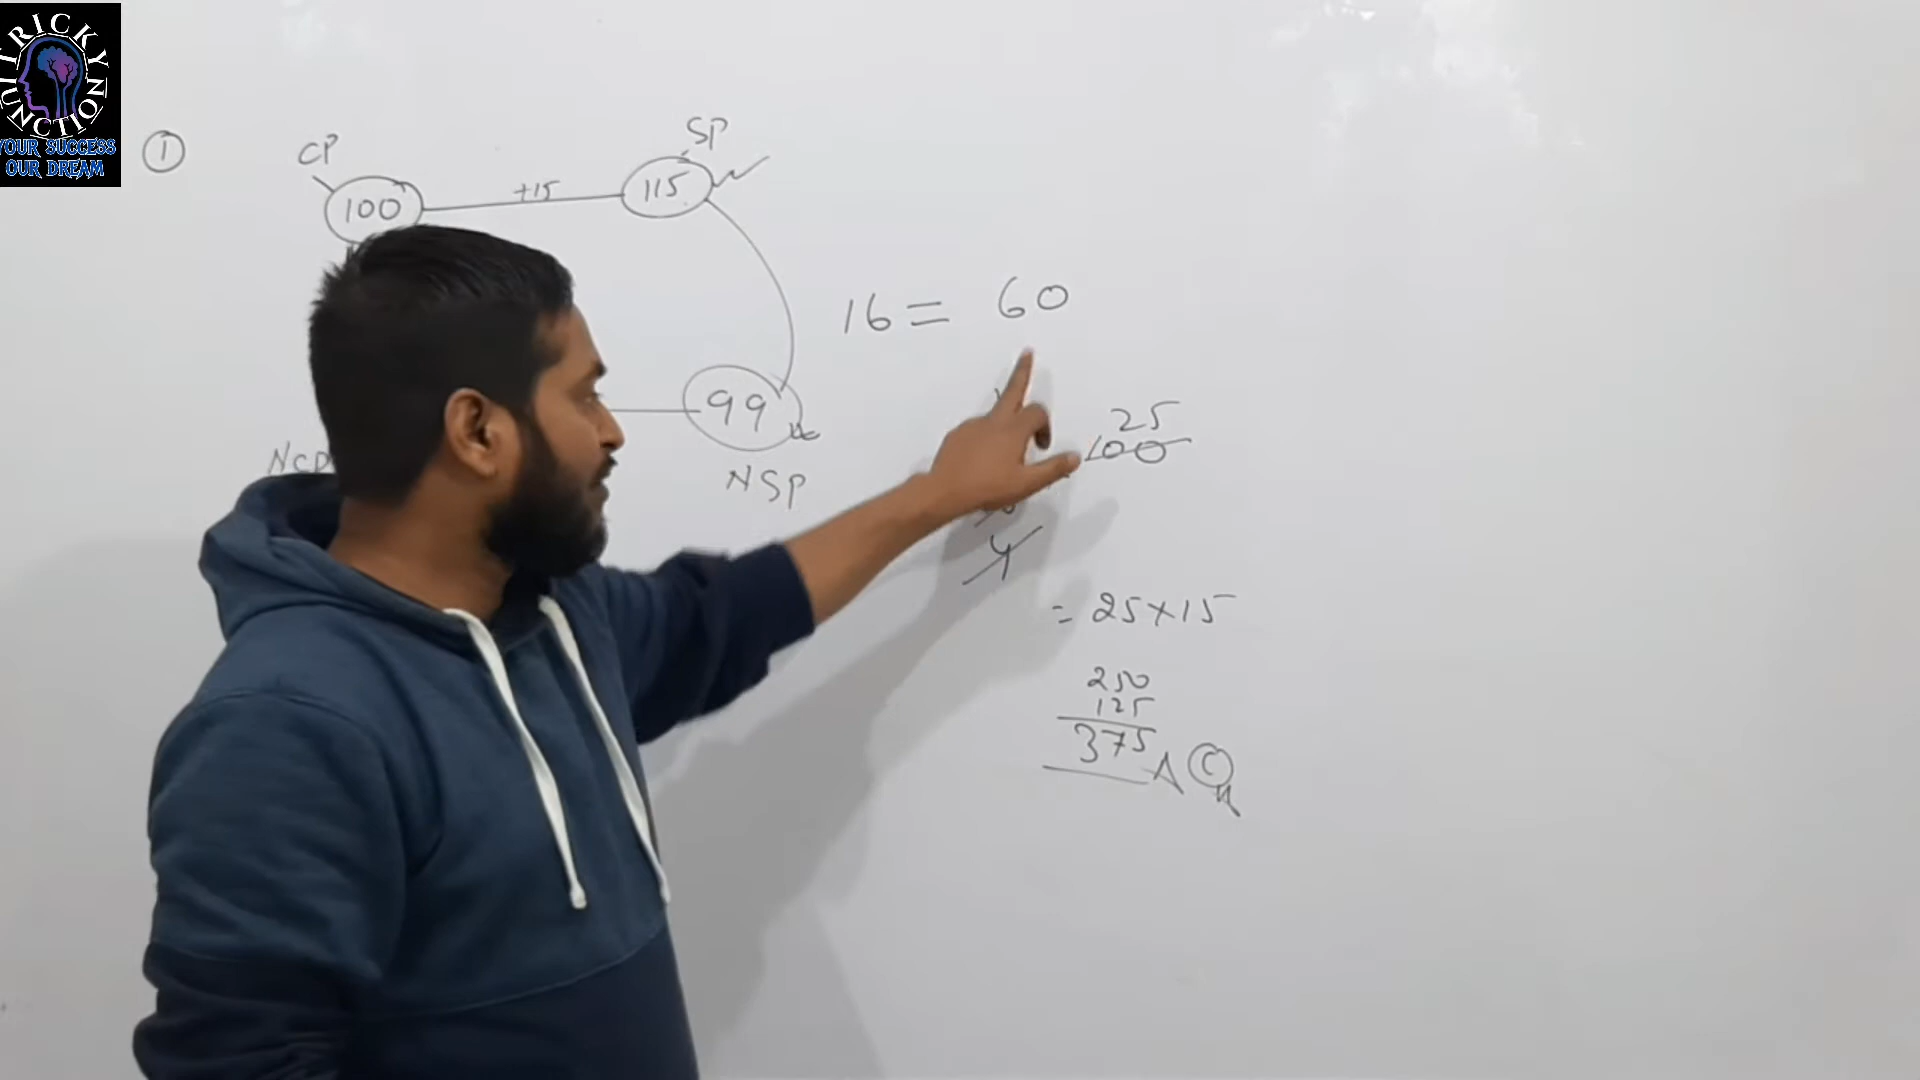 TRICKY
JUNCTION
YOUR SUCCESS
OUR DREAM
1
CP
SP
100
+15
115
16 = 60
99
NCP
NSP
25
100
4
= 25×15
250
125
375 A C